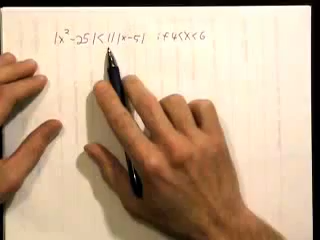 |x² - 25| < 11 |x - 5| if 4 < x < 6